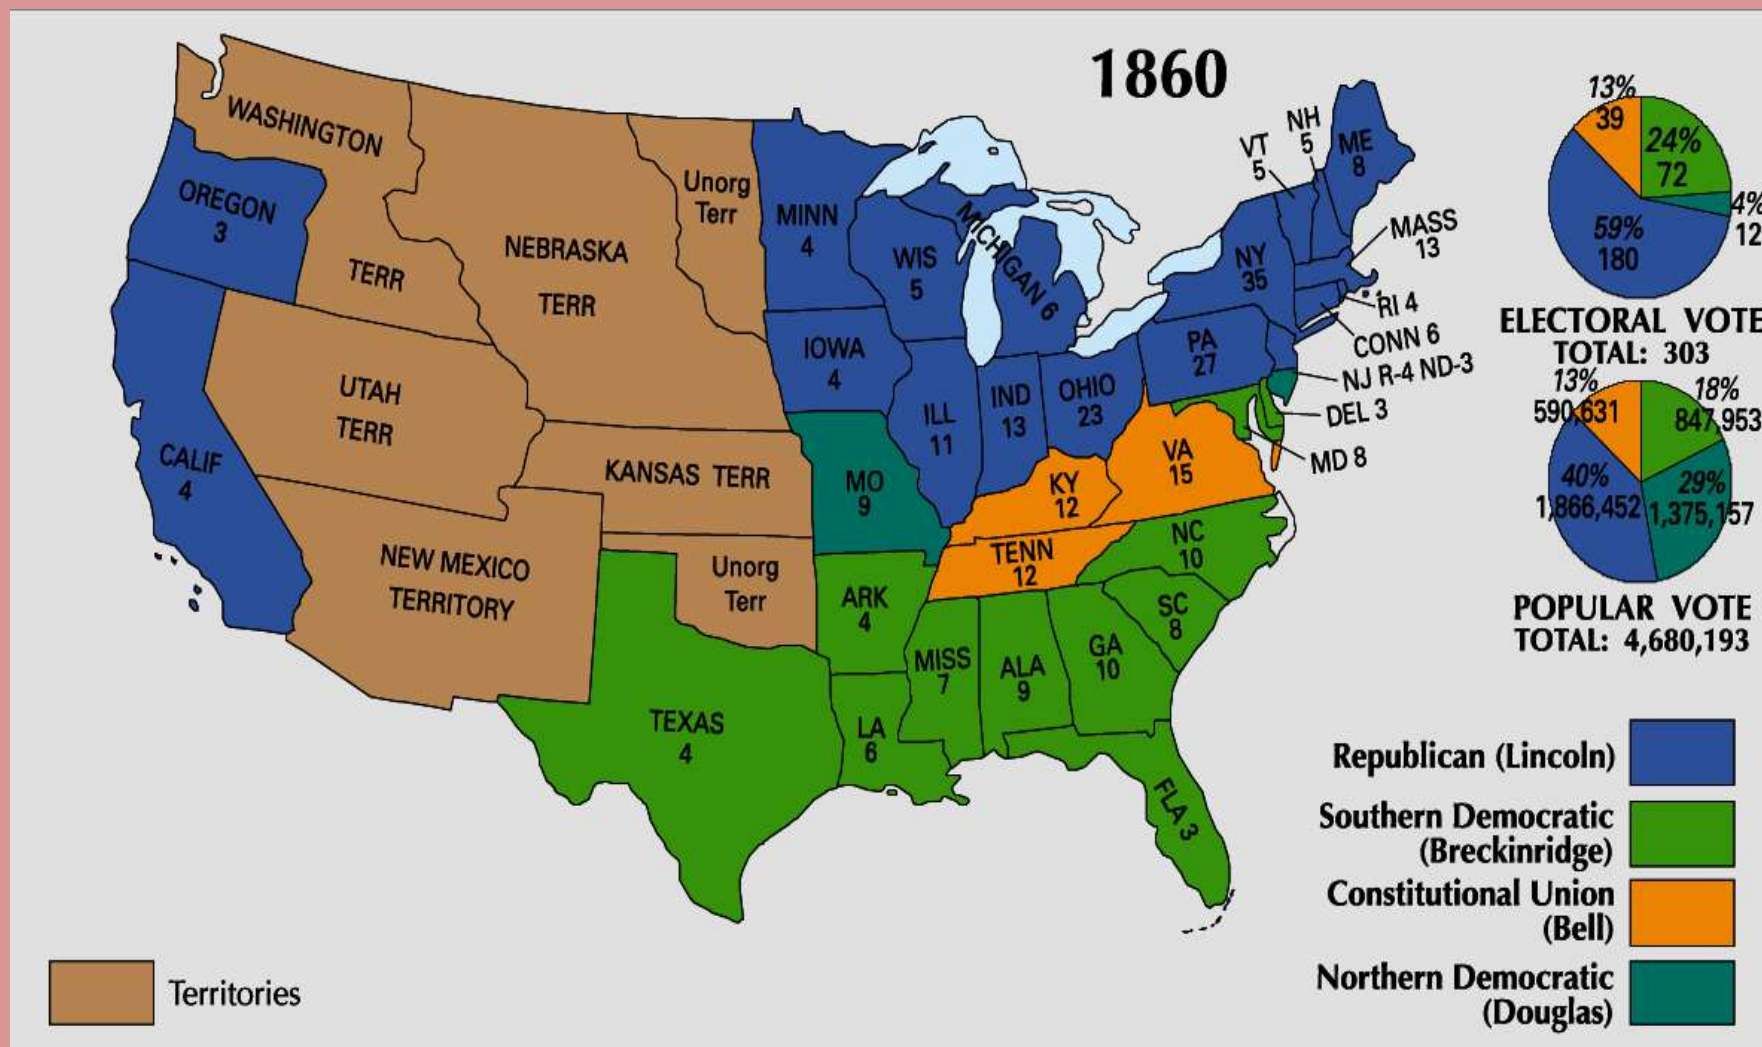 1860
WASHINGTON
TERR
OREGON
3
NEBRASKA
TERR
Unorg
Terr
MINN
4
WIS
5
MICHIGAN 6
VT
5
NH
5
ME
8
MASS
13
NY
35
RI 4
CONN 6
NJ R-4 ND-3
DEL 3
MD 8
PA
27
IOWA
4
ILL
11
IND
13
OHIO
23
UTAH
TERR
CALIF
4
KANSAS TERR
MO
9
KY
12
VA
15
NEW MEXICO
TERRITORY
Unorg
Terr
TENN
12
NC
10
ARK
4
SC
8
MISS
7
ALA
9
GA
10
TEXAS
4
LA
6
FLA 3
13%
39
24%
72
4%
12
59%
180
ELECTORAL VOTE
TOTAL: 303
13%
590,631
18%
847,953
40%
1,866,452
29%
1,375,157
POPULAR VOTE
TOTAL: 4,680,193
Republican (Lincoln)
Southern Democratic
(Breckinridge)
Constitutional Union
(Bell)
Northern Democratic
(Douglas)
Territories